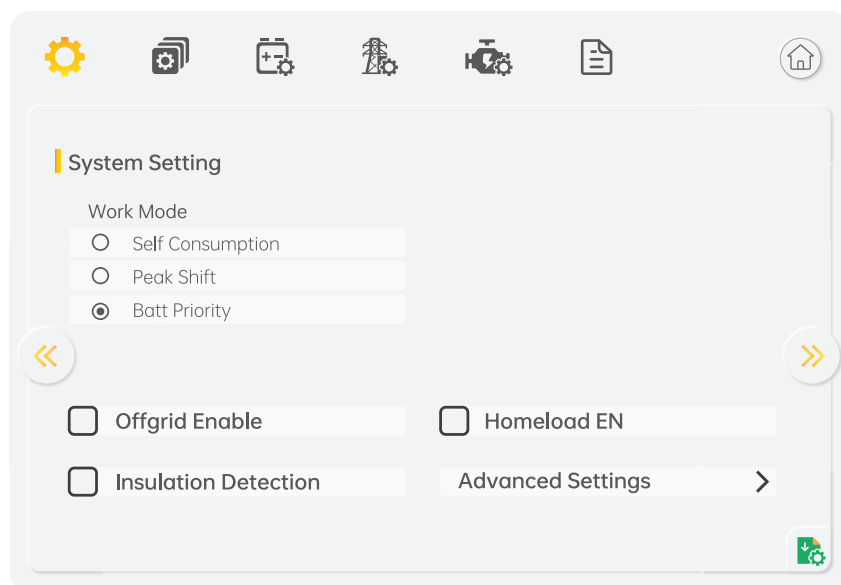 System Setting
Work Mode
Self Consumption
Peak Shift
Batt Priority
Offgrid Enable
Homeload EN
Insulation Detection
Advanced Settings